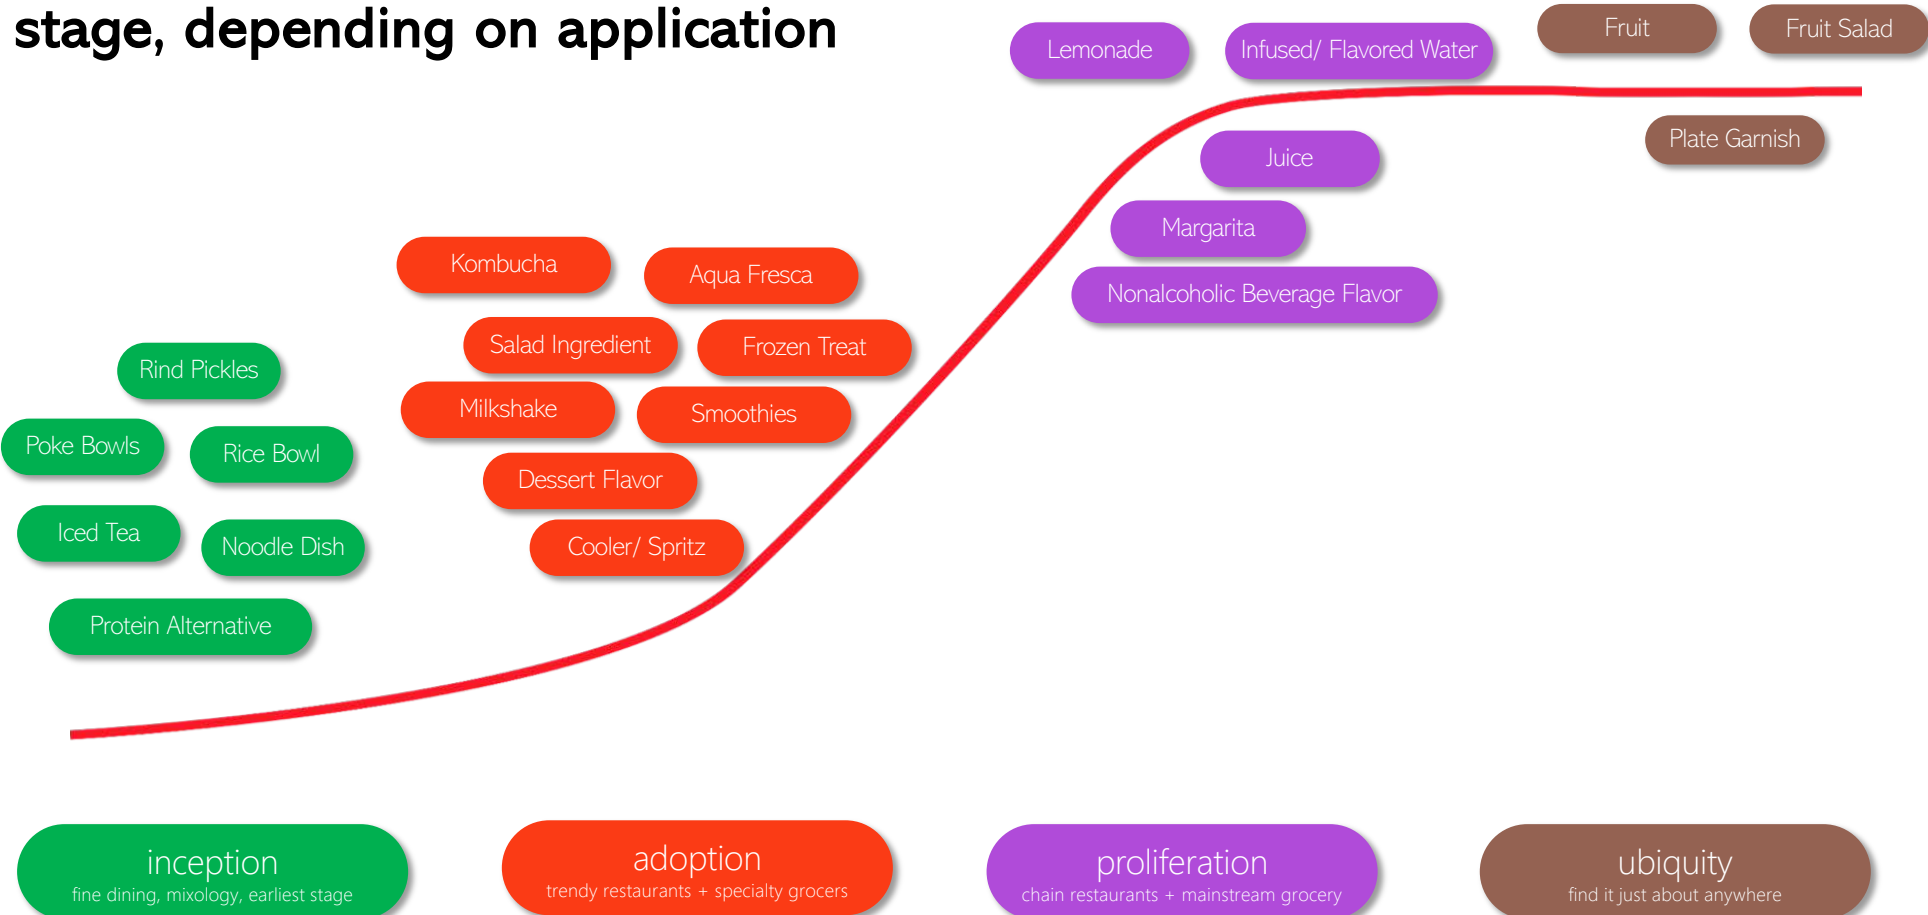 stage, depending on application
Lemonade
Infused/ Flavored Water
Fruit
Fruit Salad
Plate Garnish
Juice
Margarita
Nonalcoholic Beverage Flavor
Kombucha
Aqua Fresca
Salad Ingredient
Frozen Treat
Milkshake
Smoothies
Dessert Flavor
Cooler/ Spritz
Rind Pickles
Poke Bowls
Rice Bowl
Iced Tea
Noodle Dish
Protein Alternative
inception
fine dining, mixology, earliest stage
adoption
trendy restaurants + specialty grocers
proliferation
chain restaurants + mainstream grocery
ubiquity
find it just about anywhere